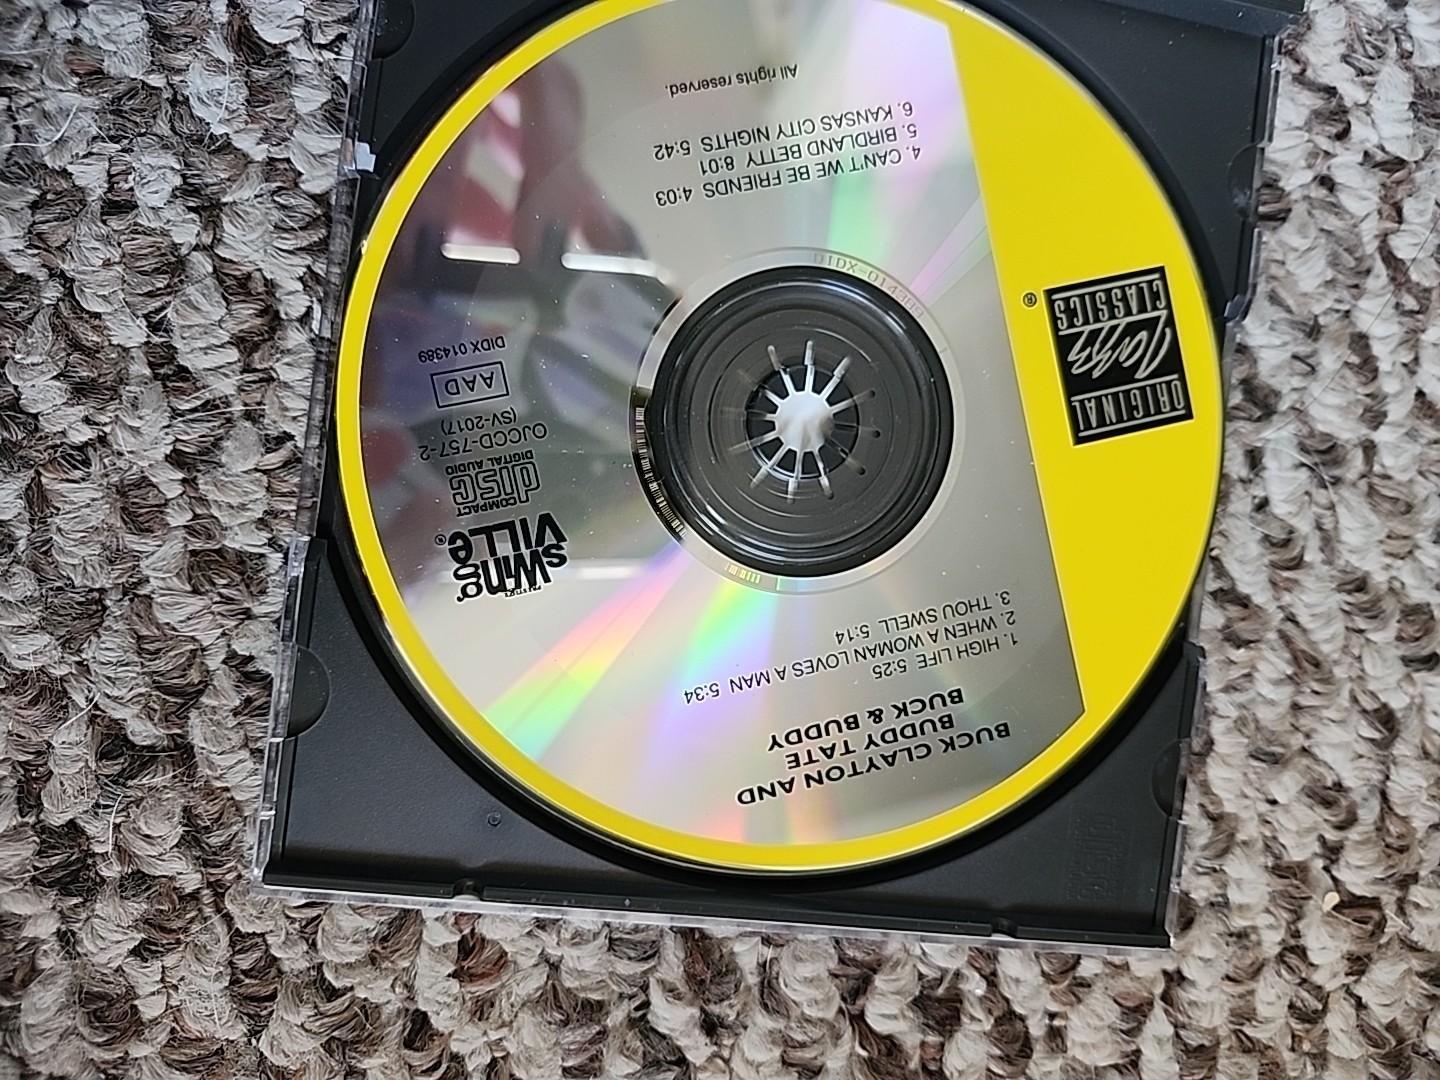 BUCK CLAYTON AND
BUDDY TATE
BUCK & BUDDY
1. HIGH LIFE 5:25
2. WHEN A WOMAN LOVES A MAN 5:34
3. THOU SWELL 5:14
ORIGINAL
Jazz
CLASSICS
®
PRESTIGE
swing
VILLe®
COMPACT
disc
DIGITAL AUDIO
OJCCD-757-2
(SV-2017)
AAD
DIDX 014389
DIDX-014389
4. CAN'T WE BE FRIENDS 4:03
5. BIRDLAND BETTY 8:01
6. KANSAS CITY NIGHTS 5:42
All rights reserved.